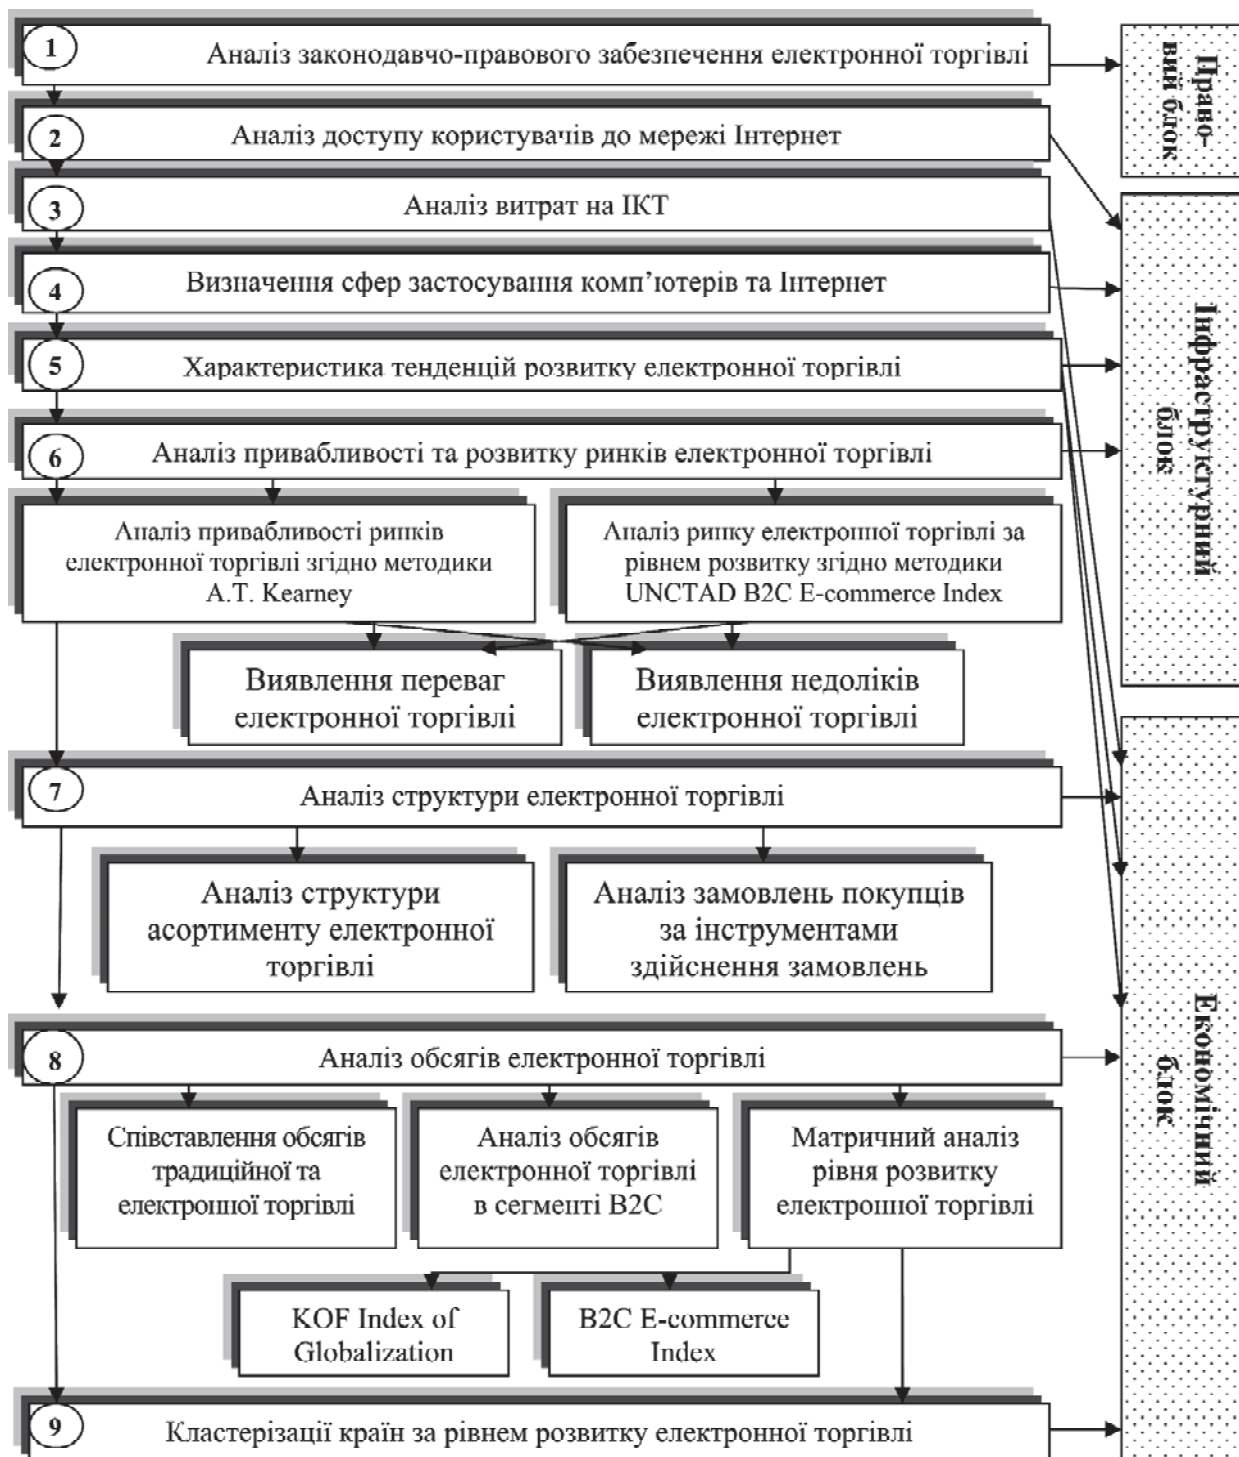 1
Аналіз законодавчо-правового забезпечення електронної торгівлі
Право-
вий блок
2
Аналіз доступу користувачів до мережі Інтернет
3
Аналіз витрат на ІКТ
4
Визначення сфер застосування комп’ютерів та Інтернет
Інфраструктурний
блок
5
Характеристика тенденцій розвитку електронної торгівлі
6
Аналіз привабливості та розвитку ринків електронної торгівлі
Аналіз привабливості ринків
електронної торгівлі згідно методики
A.T. Kearney
Аналіз ринку електронної торгівлі за
рівнем розвитку згідно методики
UNCTAD B2C E-commerce Index
Виявлення переваг
електронної торгівлі
Виявлення недоліків
електронної торгівлі
7
Аналіз структури електронної торгівлі
Аналіз структури
асортименту електронної
торгівлі
Аналіз замовлень покупців
за інструментами
здійснення замовлень
Економічний
блок
8
Аналіз обсягів електронної торгівлі
Співставлення обсягів
традиційної та
електронної торгівлі
Аналіз обсягів
електронної торгівлі
в сегменті B2C
Матричний аналіз
рівня розвитку
електронної торгівлі
KOF Index of
Globalization
B2C E-commerce
Index
9
Кластерізації країн за рівнем розвитку електронної торгівлі